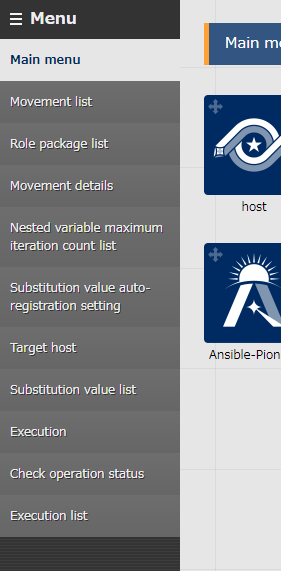 Menu
Main menu
Movement list
Role package list
Movement details
Nested variable maximum
iteration count list
Substitution value auto-
registration setting
Target host
Substitution value list
Execution
Check operation status
Execution list
Main me
host
Ansible-Pion